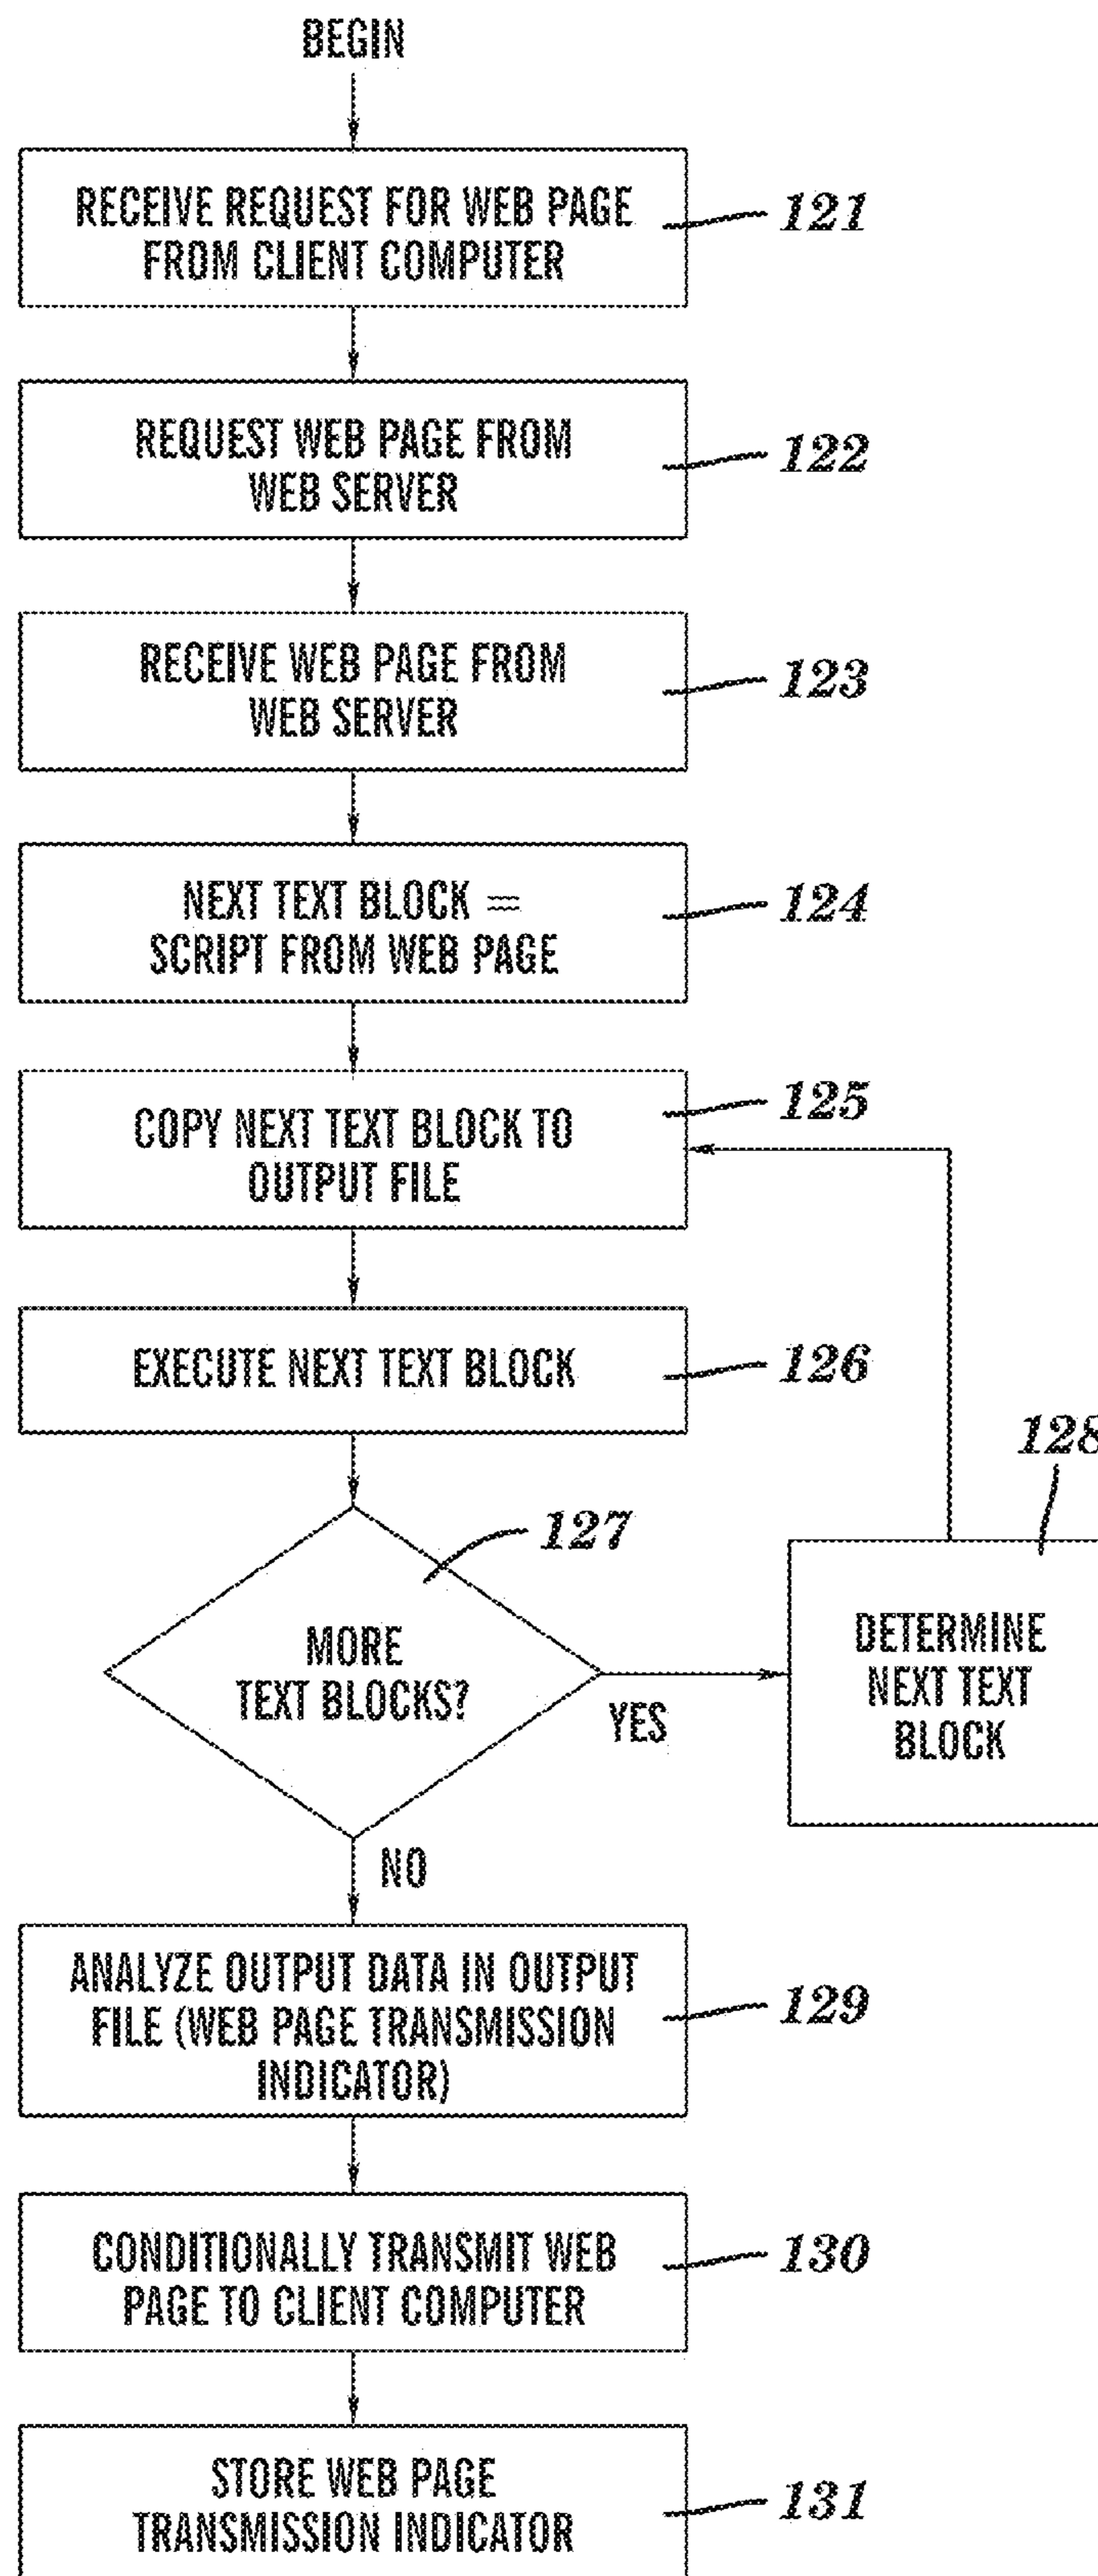 BEGIN
RECEIVE REQUEST FOR WEB PAGE
FROM CLIENT COMPUTER
121
REQUEST WEB PAGE FROM
WEB SERVER
122
RECEIVE WEB PAGE FROM
WEB SERVER
123
NEXT TEXT BLOCK =
SCRIPT FROM WEB PAGE
124
COPY NEXT TEXT BLOCK TO
OUTPUT FILE
125
EXECUTE NEXT TEXT BLOCK
126
MORE
TEXT BLOCKS?
127
YES
NO
DETERMINE
NEXT TEXT
BLOCK
128
ANALYZE OUTPUT DATA IN OUTPUT
FILE (WEB PAGE TRANSMISSION
INDICATOR)
129
CONDITIONALLY TRANSMIT WEB
PAGE TO CLIENT COMPUTER
130
STORE WEB PAGE
TRANSMISSION INDICATOR
131